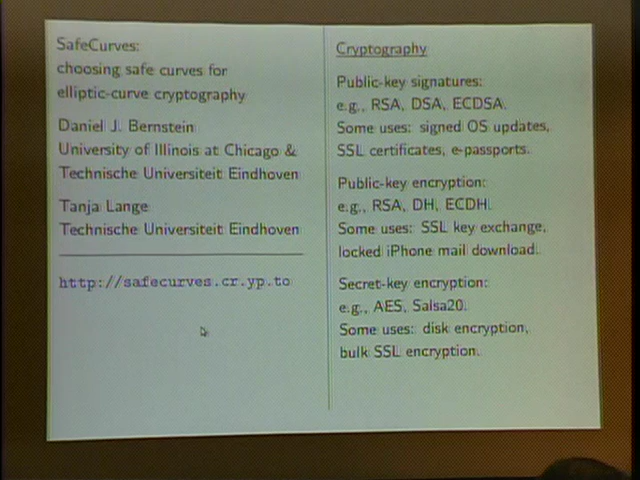 SafeCurves:
choosing safe curves for
elliptic-curve cryptography
Daniel J. Bernstein
University of Illinois at Chicago &
Technische Universiteit Eindhoven
Tanja Lange
Technische Universiteit Eindhoven
http://safecurves.cr.yp.to
Cryptography
Public-key signatures:
e.g., RSA, DSA, ECDSA.
Some uses: signed OS updates,
SSL certificates, e-passports.
Public-key encryption:
e.g., RSA, DH, ECDH.
Some uses: SSL key exchange,
locked iPhone mail download.
Secret-key encryption:
e.g., AES, Salsa20.
Some uses: disk encryption,
bulk SSL encryption.